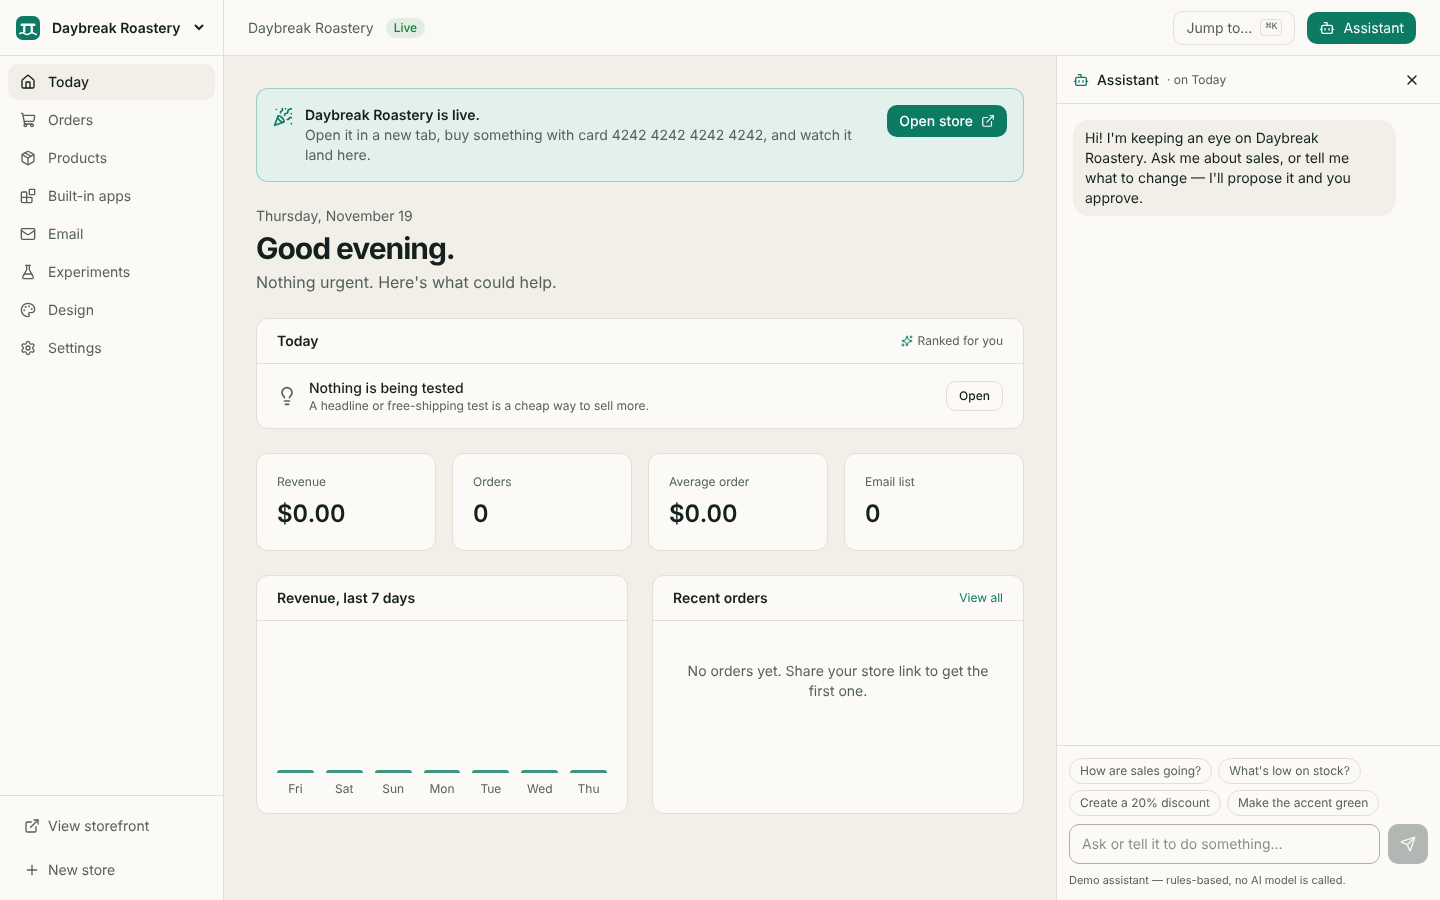 Daybreak Roastery
Today
Orders
Products
Built-in apps
Email
Experiments
Design
Settings
View storefront
New store
Daybreak Roastery
Live
Jump to...
⌘K
Assistant
Daybreak Roastery is live.
Open it in a new tab, buy something with card 4242 4242 4242 4242, and watch it
land here.
Open store
Thursday, November 19
Good evening.
Nothing urgent. Here's what could help.
Today
Ranked for you
Nothing is being tested
A headline or free-shipping test is a cheap way to sell more.
Open
Revenue
$0.00
Orders
0
Average order
$0.00
Email list
0
Revenue, last 7 days
Fri Sat Sun Mon Tue Wed Thu
Recent orders
View all
No orders yet. Share your store link to get the
first one.
Assistant · on Today
Hi! I'm keeping an eye on Daybreak
Roastery. Ask me about sales, or tell me
what to change — I'll propose it and you
approve.
How are sales going?
What's low on stock?
Create a 20% discount
Make the accent green
Ask or tell it to do something...
Demo assistant — rules-based, no AI model is called.